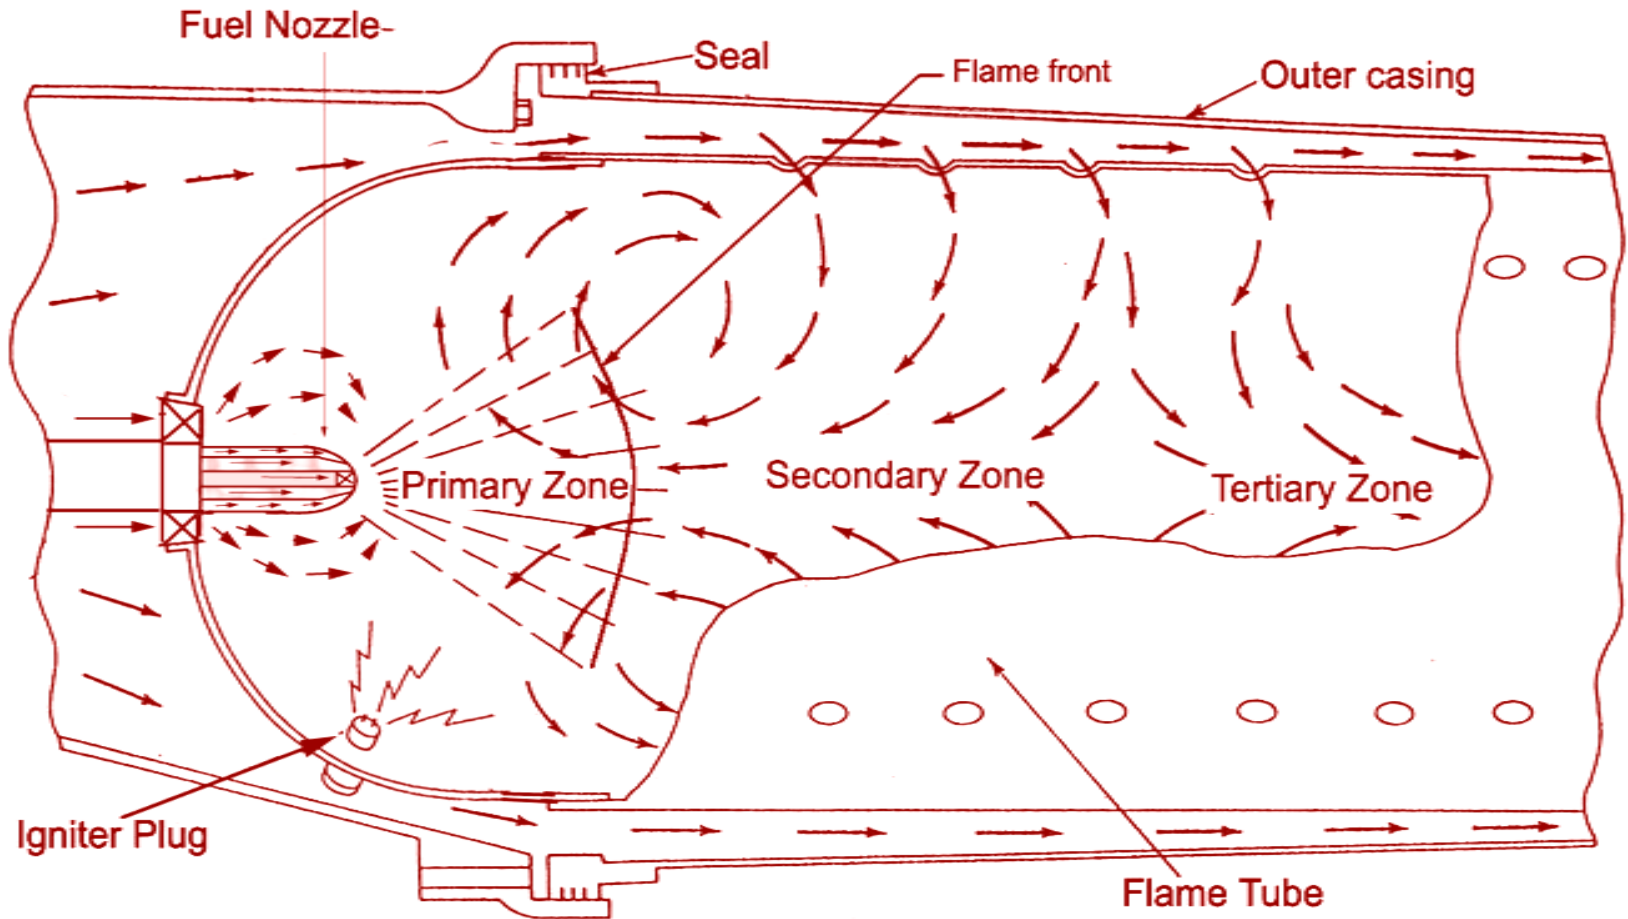 Fuel Nozzle
Seal
Flame front
Outer casing
Primary Zone
Secondary Zone
Tertiary Zone
Igniter Plug
Flame Tube